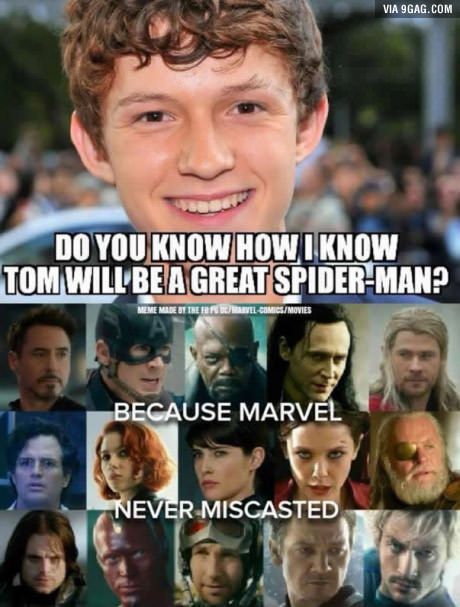 VIA 9GAG.COM
DO YOU KNOW HOW I KNOW
TOM WILL BE A GREAT SPIDER-MAN?
MEME MADE BY THE FB PG DC/MARVEL-COMICS/MOVIES
BECAUSE MARVEL
NEVER MISCASTED